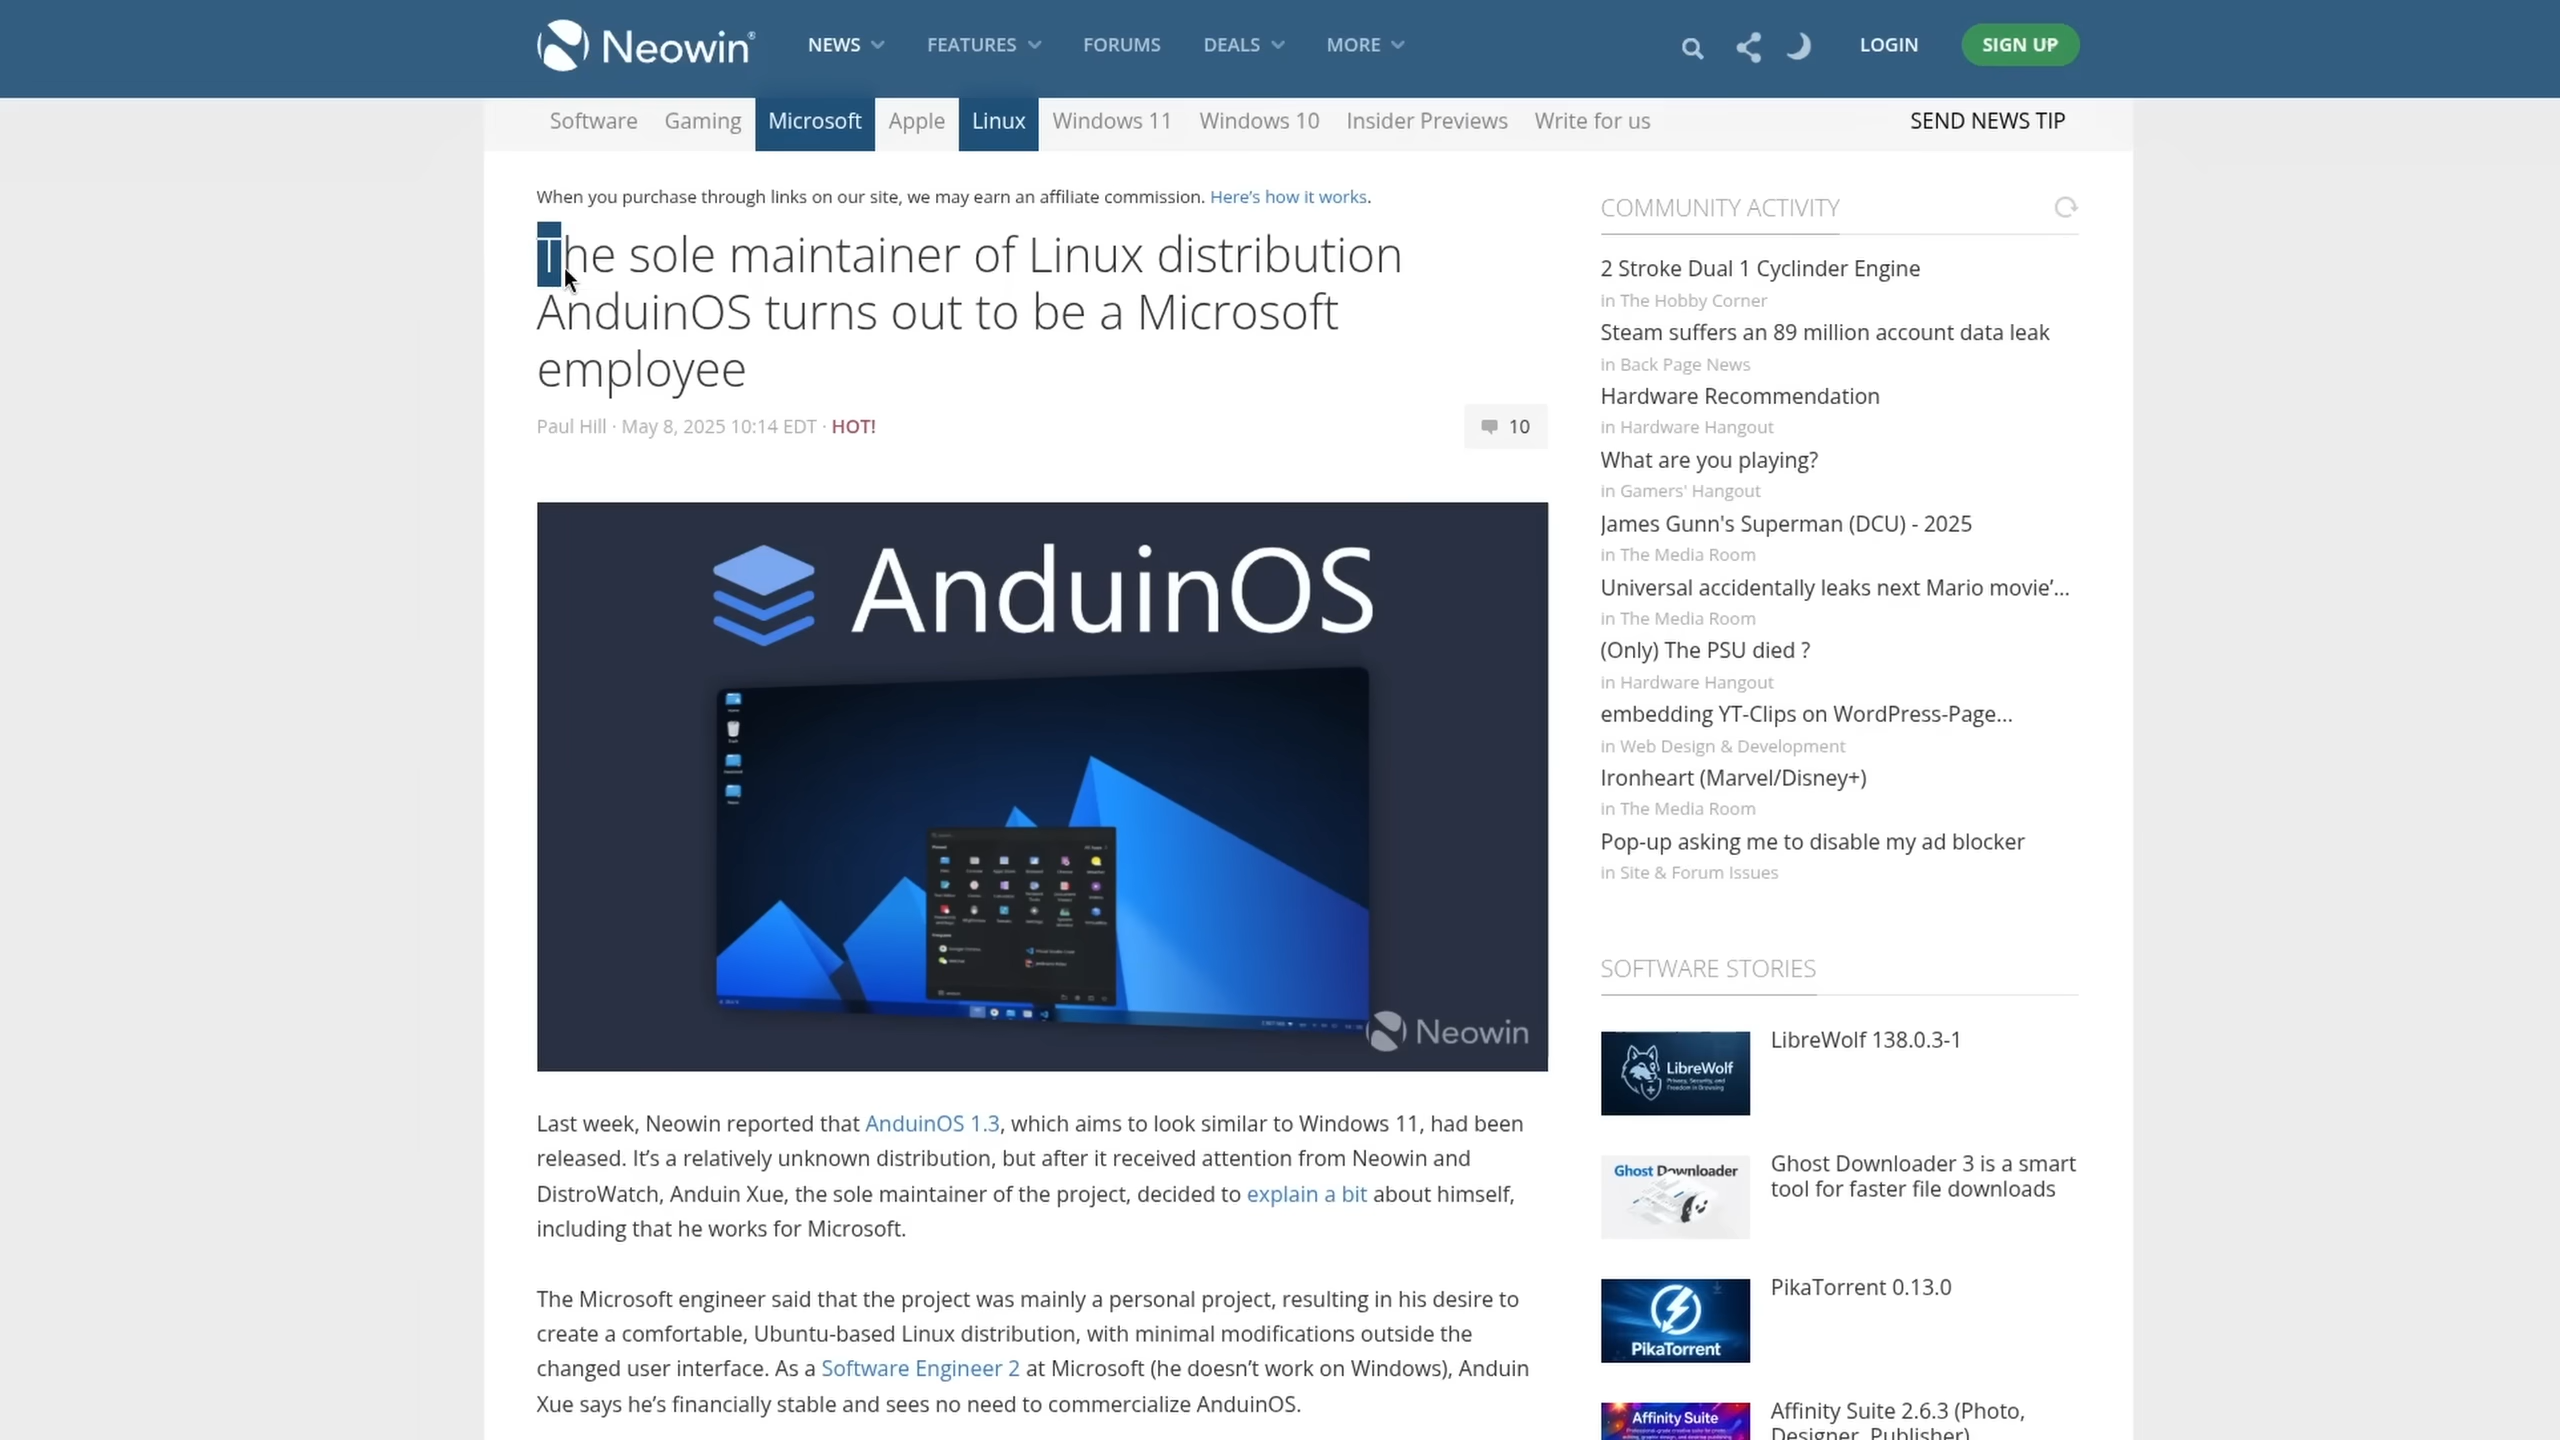 Neowin
NEWS
FEATURES
FORUMS
DEALS
MORE
LOGIN
SIGN UP
Software
Gaming
Microsoft
Apple
Linux
Windows 11
Windows 10
Insider Previews
Write for us
SEND NEWS TIP
When you purchase through links on our site, we may earn an affiliate commission. Here's how it works.
The sole maintainer of Linux distribution
AnduinOS turns out to be a Microsoft
employee
Paul Hill · May 8, 2025 10:14 EDT · HOT!
10
AnduinOS
Neowin
Last week, Neowin reported that AnduinOS 1.3, which aims to look similar to Windows 11, had been
released. It's a relatively unknown distribution, but after it received attention from Neowin and
DistroWatch, Anduin Xue, the sole maintainer of the project, decided to explain a bit about himself,
including that he works for Microsoft.
The Microsoft engineer said that the project was mainly a personal project, resulting in his desire to
create a comfortable, Ubuntu-based Linux distribution, with minimal modifications outside the
changed user interface. As a Software Engineer 2 at Microsoft (he doesn't work on Windows), Anduin
Xue says he's financially stable and sees no need to commercialize AnduinOS.
COMMUNITY ACTIVITY
2 Stroke Dual 1 Cyclinder Engine
in The Hobby Corner
Steam suffers an 89 million account data leak
in Back Page News
Hardware Recommendation
in Hardware Hangout
What are you playing?
in Gamers' Hangout
James Gunn's Superman (DCU) - 2025
in The Media Room
Universal accidentally leaks next Mario movie'...
in The Media Room
(Only) The PSU died ?
in Hardware Hangout
embedding YT-Clips on WordPress-Page...
in Web Design & Development
Ironheart (Marvel/Disney+)
in The Media Room
Pop-up asking me to disable my ad blocker
in Site & Forum Issues
SOFTWARE STORIES
LibreWolf
Privacy, Security, and
Freedom in Browsing
LibreWolf 138.0.3-1
Ghost Downloader
Ghost Downloader 3 is a smart
tool for faster file downloads
PikaTorrent
PikaTorrent 0.13.0
Affinity Suite
Affinity Suite 2.6.3 (Photo,
Designer, Publisher)